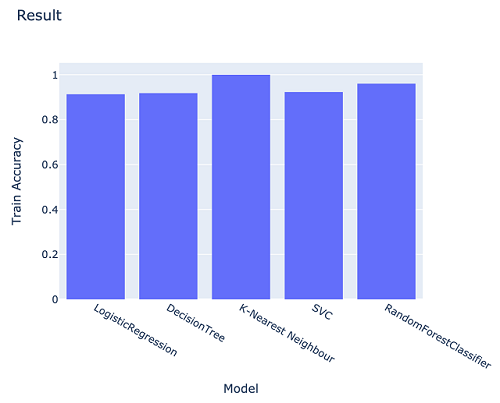 Result
Train Accuracy
1
0.8
0.6
0.4
0.2
0
LogisticRegression
DecisionTree
K-Nearest Neighbour
SVC
RandomForestClassifier
Model